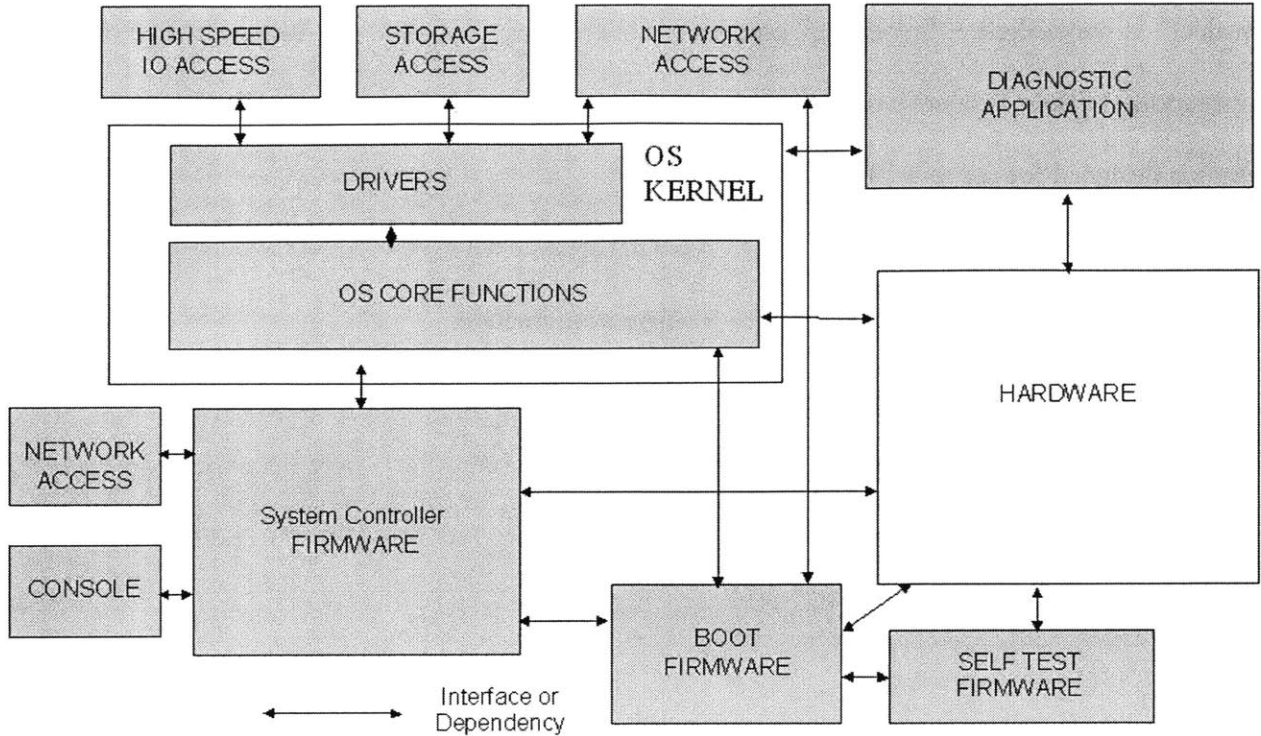 HIGH SPEED
IO ACCESS
STORAGE
ACCESS
NETWORK
ACCESS
DIAGNOSTIC
APPLICATION
OS
KERNEL
DRIVERS
OS CORE FUNCTIONS
HARDWARE
NETWORK
ACCESS
System Controller
FIRMWARE
CONSOLE
BOOT
FIRMWARE
SELF TEST
FIRMWARE
Interface or
Dependency